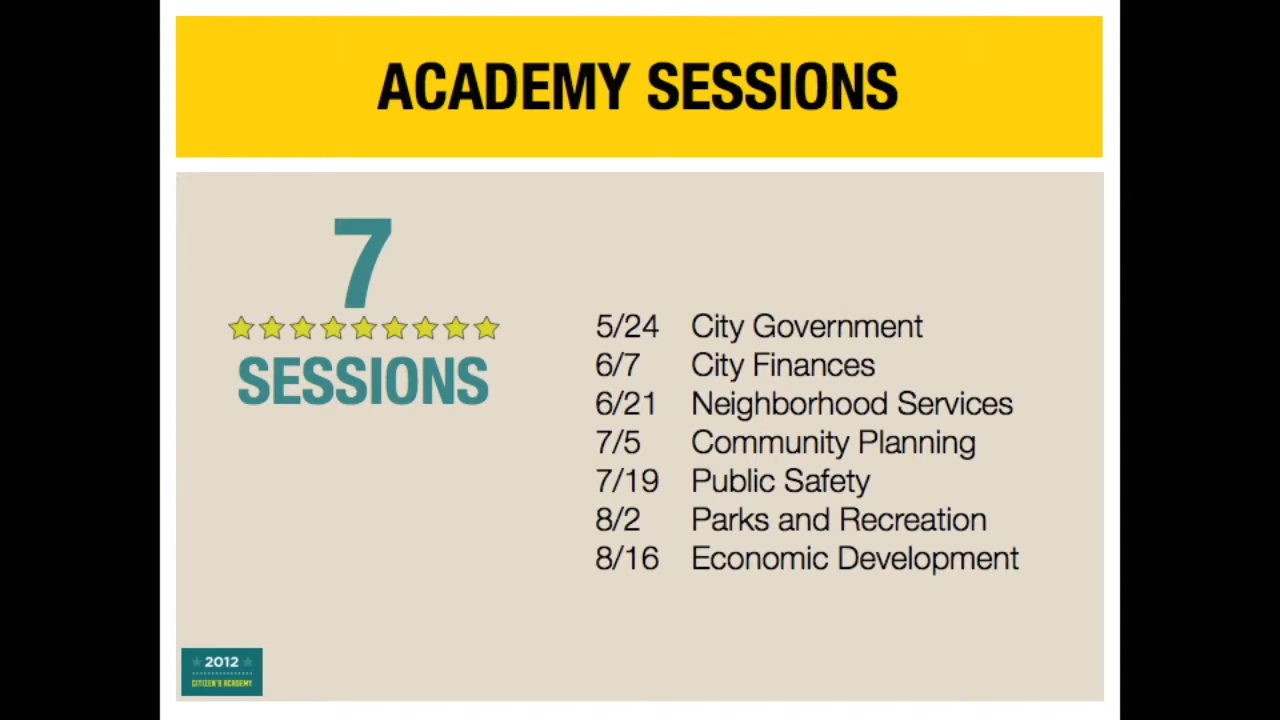 ACADEMY SESSIONS
7
SESSIONS
5/24 City Government
6/7 City Finances
6/21 Neighborhood Services
7/5 Community Planning
7/19 Public Safety
8/2 Parks and Recreation
8/16 Economic Development
2012
CITIZEN'S ACADEMY